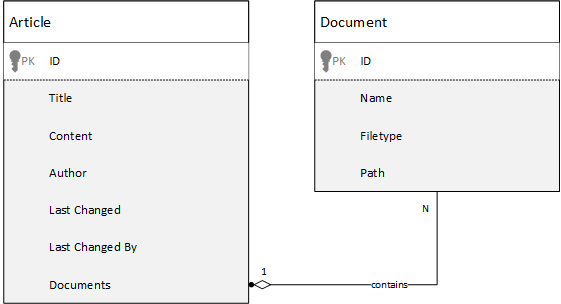 Article
PK ID
Title
Content
Author
Last Changed
Last Changed By
Documents
Document
PK ID
Name
Filetype
Path
N
1
contains